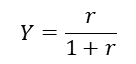 Y = r / (1 + r)